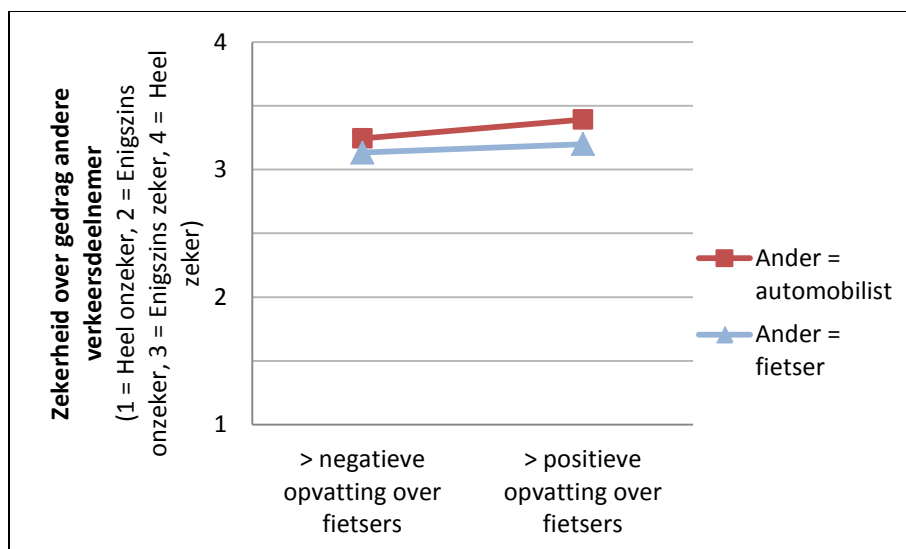 Zekerheid over gedrag andere
verkeersdeelnemer
(1 = Heel onzeker, 2 = Enigszins
onzeker, 3 = Enigszins zeker, 4 = Heel
zeker)
4
3
2
1
> negatieve
opvatting over
fietsers
> positieve
opvatting over
fietsers
Ander =
automobilist
Ander =
fietser